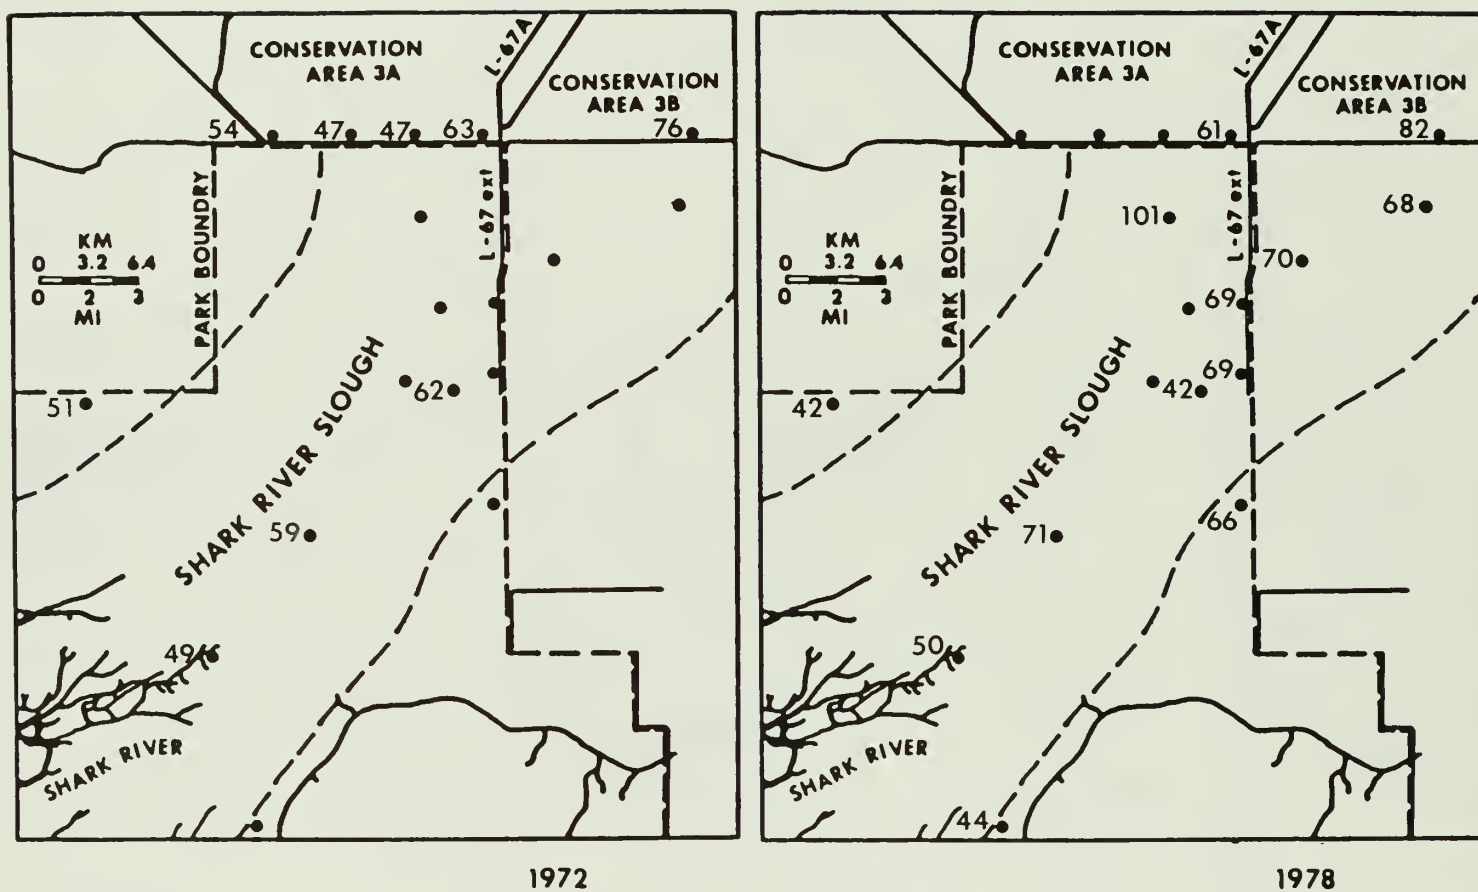 CONSERVATION
AREA 3A
L-67A
CONSERVATION
AREA 3B
54
47
47
63
76
PARK BOUNDRY
L-67 ext
KM
0 3.2 6.4
0 2 3
MI
51
62
SHARK RIVER SLOUGH
59
49
SHARK RIVER
1972
CONSERVATION
AREA 3A
L-67A
CONSERVATION
AREA 3B
61
82
PARK BOUNDRY
L-67 ext
101
68
70
KM
0 3.2 6.4
0 2 3
MI
69
69
42
42
SHARK RIVER SLOUGH
66
71
50
SHARK RIVER
44
1978